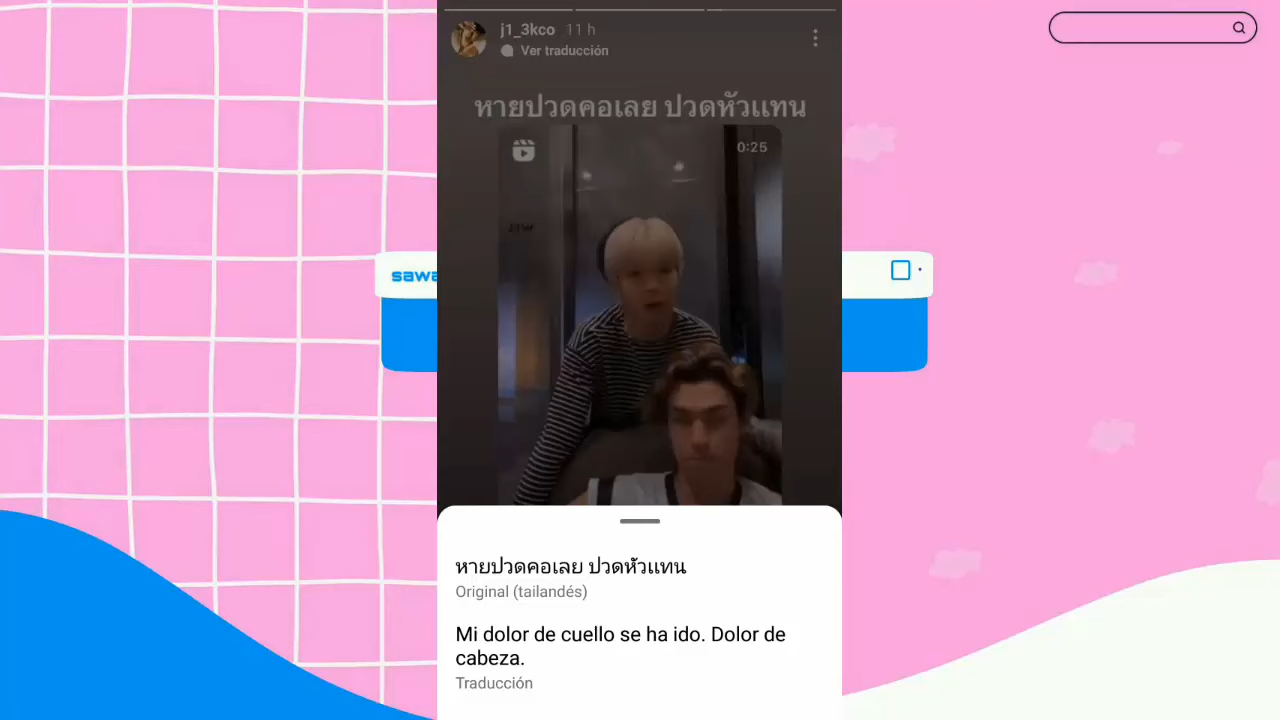 j1_3kco 11 h
Ver traducción
หายปวดคอเลย ปวดหัวแทน
0:25
sawa
หายปวดคอเลย ปวดหัวแทน
Original (tailandés)
Mi dolor de cuello se ha ido. Dolor de
cabeza.
Traducción